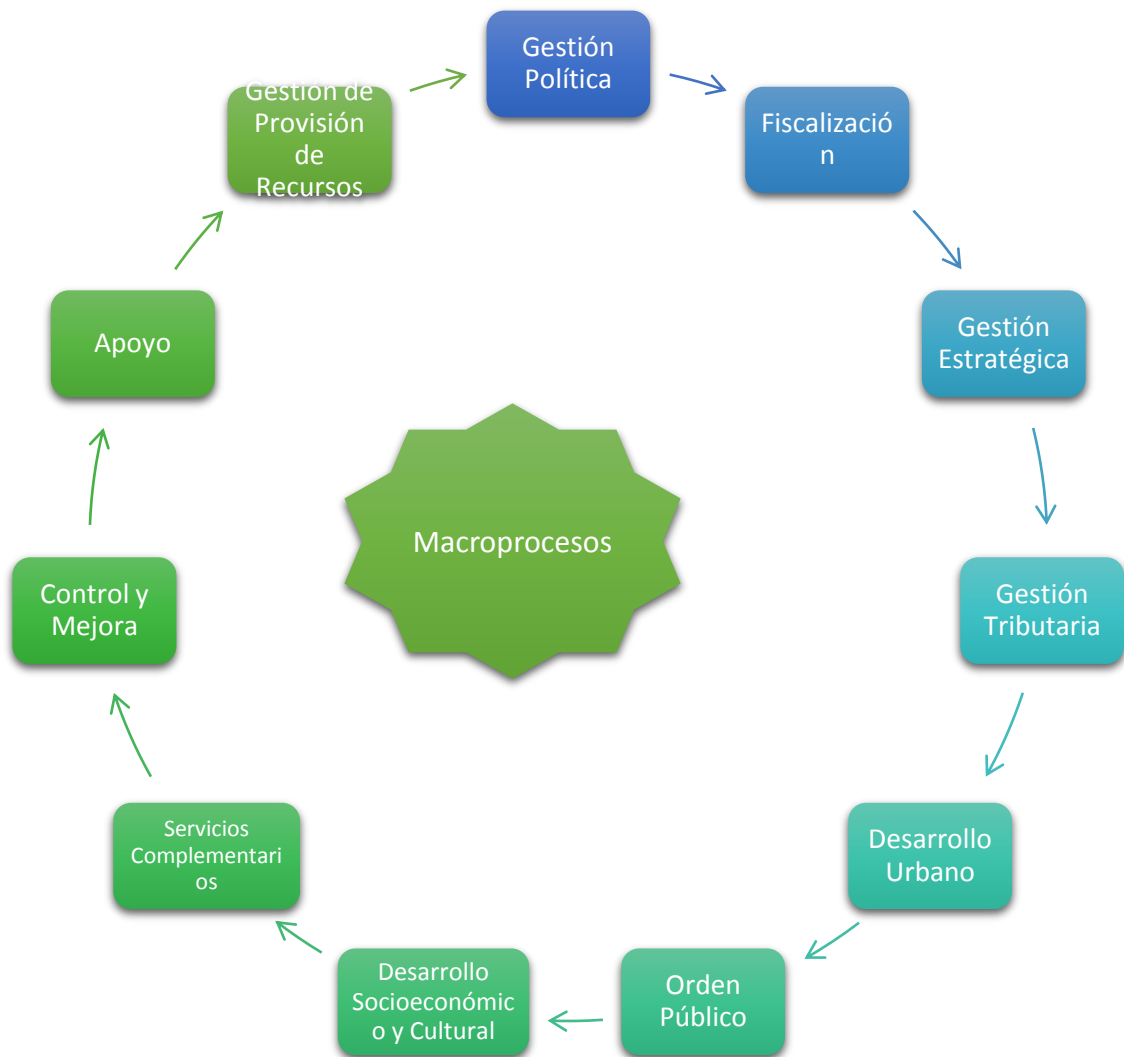 Gestión
Política
Fiscalizació
n
Gestión
Estratégica
Gestión
Tributaria
Desarrollo
Urbano
Orden
Público
Desarrollo
Socioeconómic
o y Cultural
Servicios
Complementari
os
Control y
Mejora
Apoyo
Gestión de
Provisión
de
Recursos
Macroprocesos